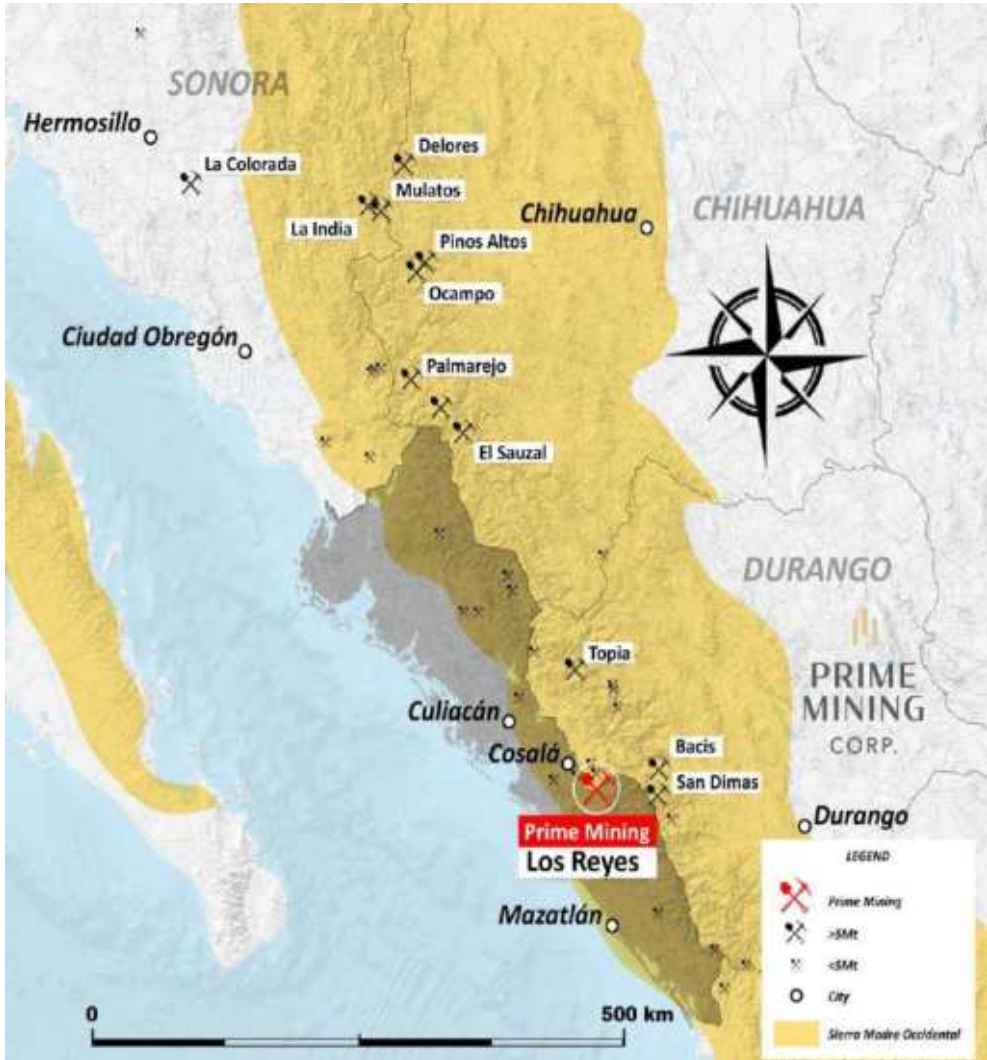 SONORA
Hermosillo
La Colorada
Delores
Mulatos
La India
Chihuahua
CHIHUAHUA
Pinos Altos
Ocampo
Ciudad Obregón
Palmarejo
El Sauzal
DURANGO
Topia
PRIME
MINING
CORP.
Culiacán
Cosalá
Bacis
San Dimas
Prime Mining
Los Reyes
Durango
Mazatlán
LEGEND
Prime Mining
>5Mt
<5Mt
City
Sierra Madre Occidental
0
500 km